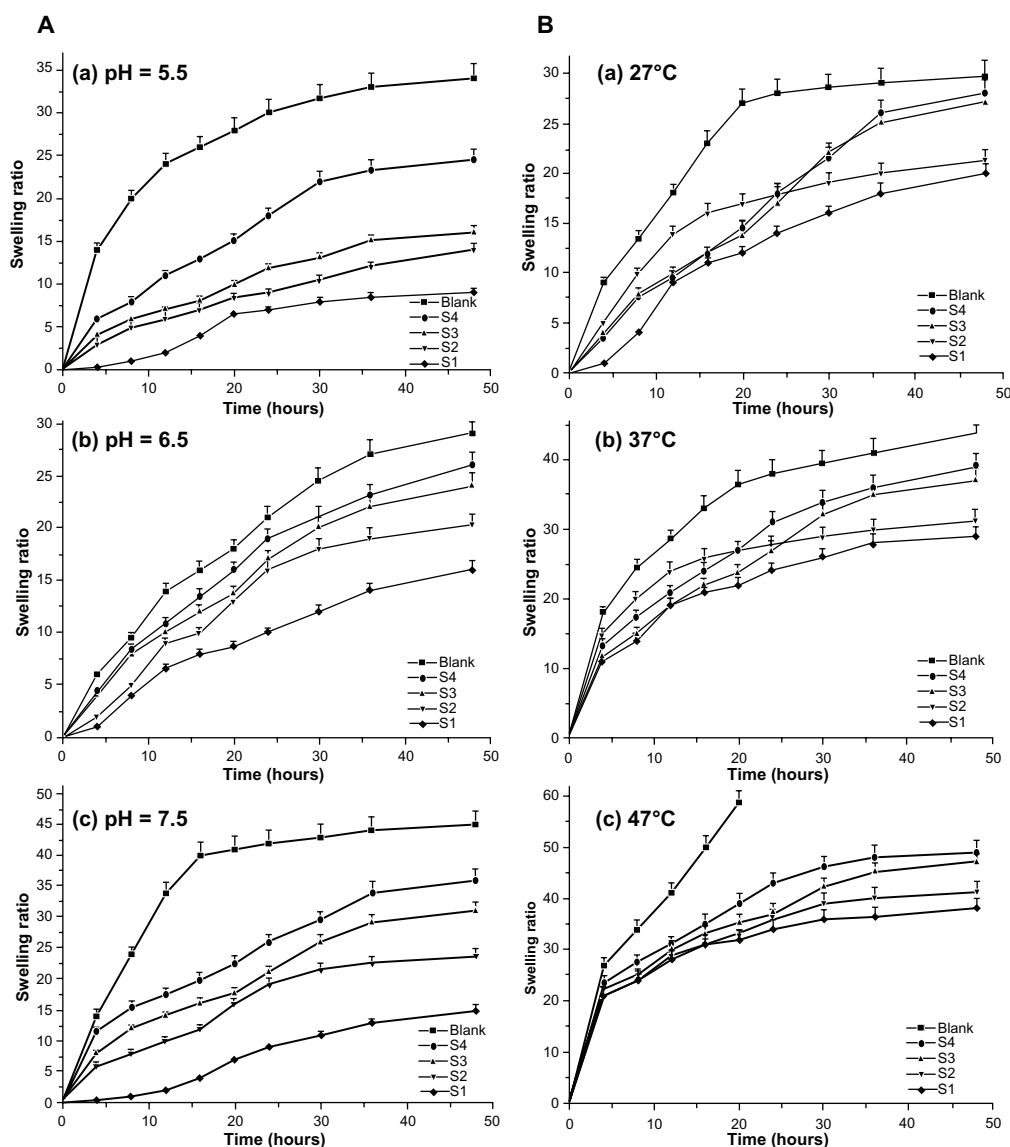 A
(a) pH = 5.5
Swelling ratio
35
30
25
20
15
10
5
0
0 10 20 30 40 50
Time (hours)
Blank
S4
S3
S2
S1
(b) pH = 6.5
Swelling ratio
30
25
20
15
10
5
0
0 10 20 30 40 50
Time (hours)
Blank
S4
S3
S2
S1
(c) pH = 7.5
Swelling ratio
50
45
40
35
30
25
20
15
10
5
0
0 10 20 30 40 50
Time (hours)
Blank
S4
S3
S2
S1
B
(a) 27°C
Swelling ratio
30
25
20
15
10
5
0
0 10 20 30 40 50
Time (hours)
Blank
S4
S3
S2
S1
(b) 37°C
Swelling ratio
40
30
20
10
0
0 10 20 30 40 50
Time (hours)
Blank
S4
S3
S2
S1
(c) 47°C
Swelling ratio
60
50
40
30
20
10
0
0 10 20 30 40 50
Time (hours)
Blank
S4
S3
S2
S1